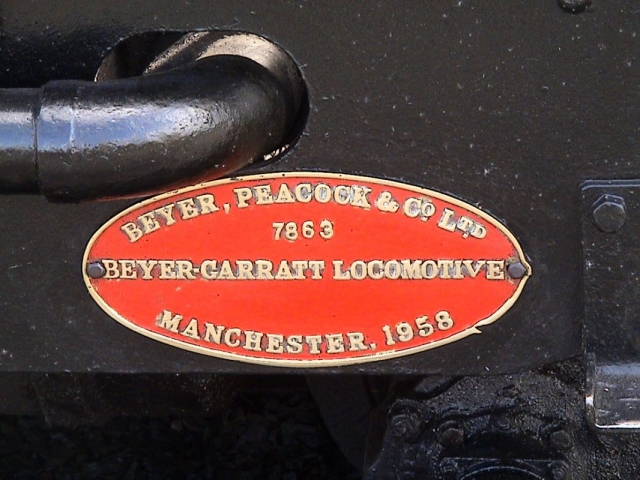 BEYER, PEACOCK & CO LTD
7863
BEYER-GARRATT LOCOMOTIVE
MANCHESTER. 1958